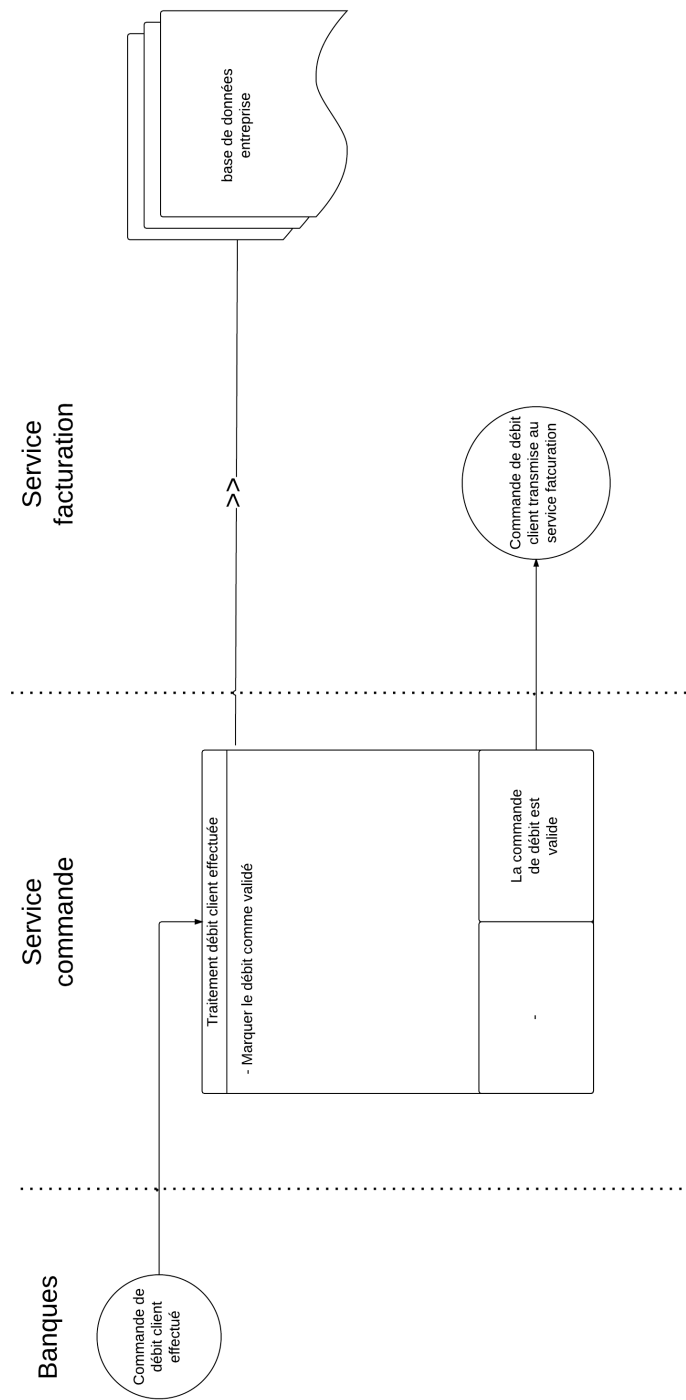 Banques
Service
commande
Service
facturation
Commande de
débit client
effectué
Traitement débit client effectuée
- Marquer le débit comme validé
-
La commande
de débit est
valide
>>
base de données
entreprise
Commande de débit
client transmise au
service fatcuration